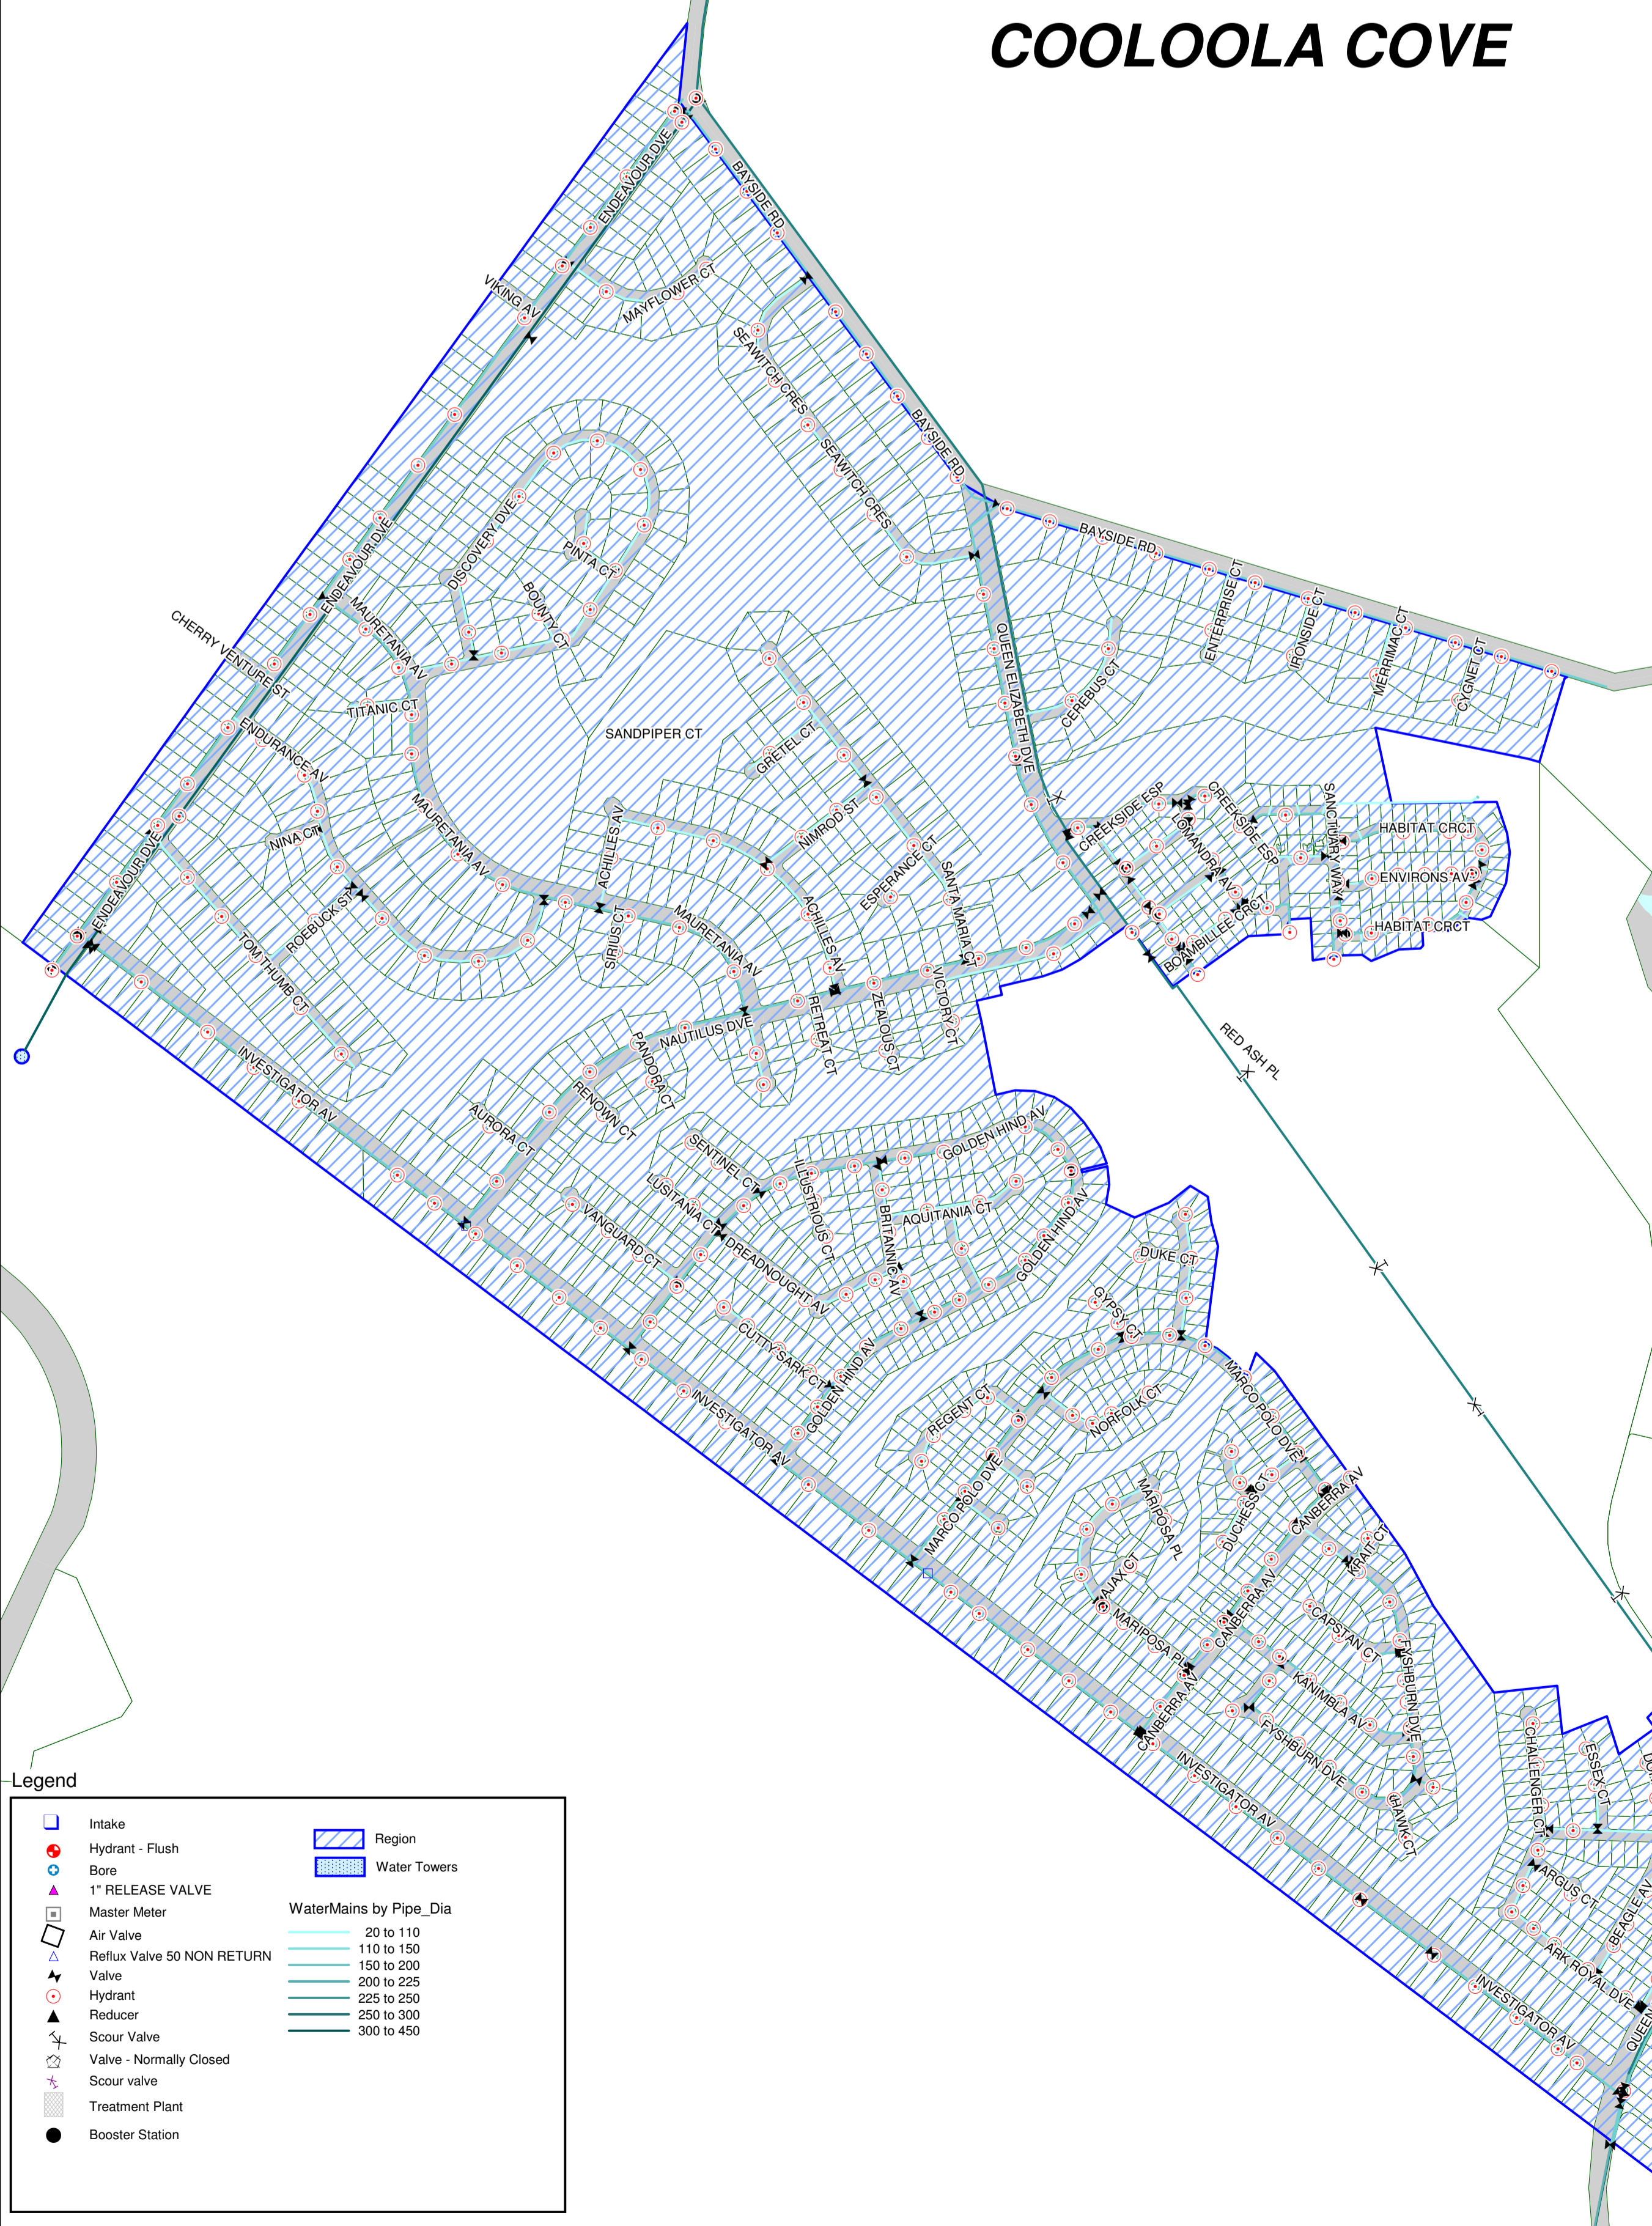 COOLOOLA COVE
ENDEAVOUR DVE
BAYSIDE RD
VIKING AV
MAYFLOWER CT
SEAWITCH CRES
BAYSIDE RD
SEAWITCH CRES
BAYSIDE RD
DISCOVERY DVE
PINTA CT
ENDEAVOUR DVE
BOUNTY CT
MAURETANIA AV
ENTERPRISE CT
IRONSIDE CT
MERRIMAC CT
CYGNET CT
CHERRY VENTURE ST
QUEEN ELIZABETH DVE
CEREBUS CT
TITANIC CT
SANDPIPER CT
GRETEL CT
ENDURANCE AV
MAURETANIA AV
NINA CT
ACHILLES AV
NIMROD ST
CREEKSIDE ESP
CREEKSIDE ESP
LOMANDRA AV
SANCTUARY WAY
HABITAT CRCT
ENVIRONS AV
HABITAT CRCT
ENDEAVOUR DVE
ESPERANCE CT
SANTA MARIA CT
BOAMBILLEE CRCT
ROEBUCK ST
TOM THUMB CT
SIRIUS CT
MAURETANIA AV
ACHILLES AV
VICTORY CT
ZEALOUS CT
RETREAT CT
NAUTILUS DVE
PANDORA CT
RENOWN CT
RED ASH PL
INVESTIGATOR AV
AURORA CT
SENTINEL CT
GOLDEN HIND AV
ILLUSTRIOUS CT
LUSITANIA CT
VANGUARD CT
BRITANNIC AV
AQUITANIA CT
DREADNOUGHT AV
GOLDEN HIND AV
DUKE CT
GYPSY CT
CUTTY SARK CT
GOLDEN HIND AV
MARCO POLO DVE
REGENT CT
NORFOLK CT
INVESTIGATOR AV
MARCO POLO DVE
MARIPOSA PL
DUCHESS CT
CANBERRA AV
AJAX CT
KRAIT CT
MARIPOSA PL
CANBERRA AV
CAPSTAN CT
FYSHBURN DVE
KANIMBLA AV
CANBERRA AV
FYSHBURN DVE
CHALLENGER CT
ESSEX CT
INVESTIGATOR AV
HAWK CT
ARGUS CT
BEAGLE AV
ARK ROYAL DVE
INVESTIGATOR AV
QUEEN
Legend
Intake
Hydrant - Flush
Bore
1" RELEASE VALVE
Master Meter
Air Valve
Reflux Valve 50 NON RETURN
Valve
Hydrant
Reducer
Scour Valve
Valve - Normally Closed
Scour valve
Treatment Plant
Booster Station
Region
Water Towers
WaterMains by Pipe_Dia
20 to 110
110 to 150
150 to 200
200 to 225
225 to 250
250 to 300
300 to 450